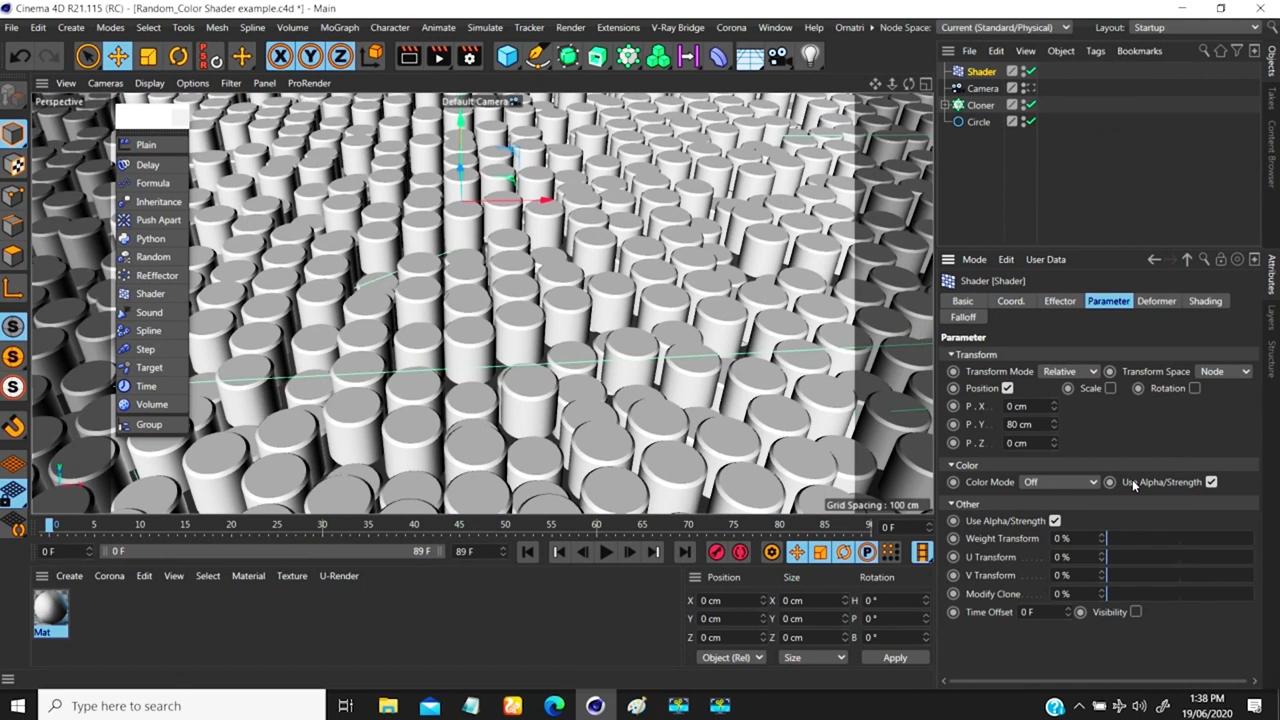 Cinema 4D R21.115 (RC) - [Random_Color Shader example.c4d *] - Main
File Edit Create Modes Select Tools Mesh Spline Volume MoGraph Character Animate Simulate Tracker Render Extensions V-Ray Bridge Corona Window Help Ornatri Node Space: Current (Standard/Physical) Layout: Startup
View Cameras Display Options Filter Panel ProRender
Perspective
Default Camera
Plain
Delay
Formula
Inheritance
Push Apart
Python
Random
ReEffector
Shader
Sound
Spline
Step
Target
Time
Volume
Group
Grid Spacing : 100 cm
0 5 10 15 20 25 30 35 40 45 50 55 60 65 70 75 80 85 90 0 F
0 F 0 F 89 F 89 F
Create Corona Edit View Select Material Texture U-Render
Mat
Position Size Rotation
X 0 cm X 0 cm H 0 °
Y 0 cm Y 0 cm P 0 °
Z 0 cm Z 0 cm B 0 °
Object (Rel) Size Apply
File Edit View Object Tags Bookmarks
Shader
Camera
Cloner
Circle
Objects
Takes
Content Browser
Mode Edit User Data
Shader [Shader]
Basic Coord. Effector Parameter Deformer Shading
Falloff
Parameter
Transform
Transform Mode Relative Transform Space Node
Position Scale Rotation
P . X 0 cm
P . Y 80 cm
P . Z 0 cm
Color
Color Mode Off Use Alpha/Strength
Other
Use Alpha/Strength
Weight Transform 0 %
U Transform 0 %
V Transform 0 %
Modify Clone 0 %
Time Offset 0 F Visibility
Attributes
Layers
Structure
Type here to search
1:38 PM
19/06/2020